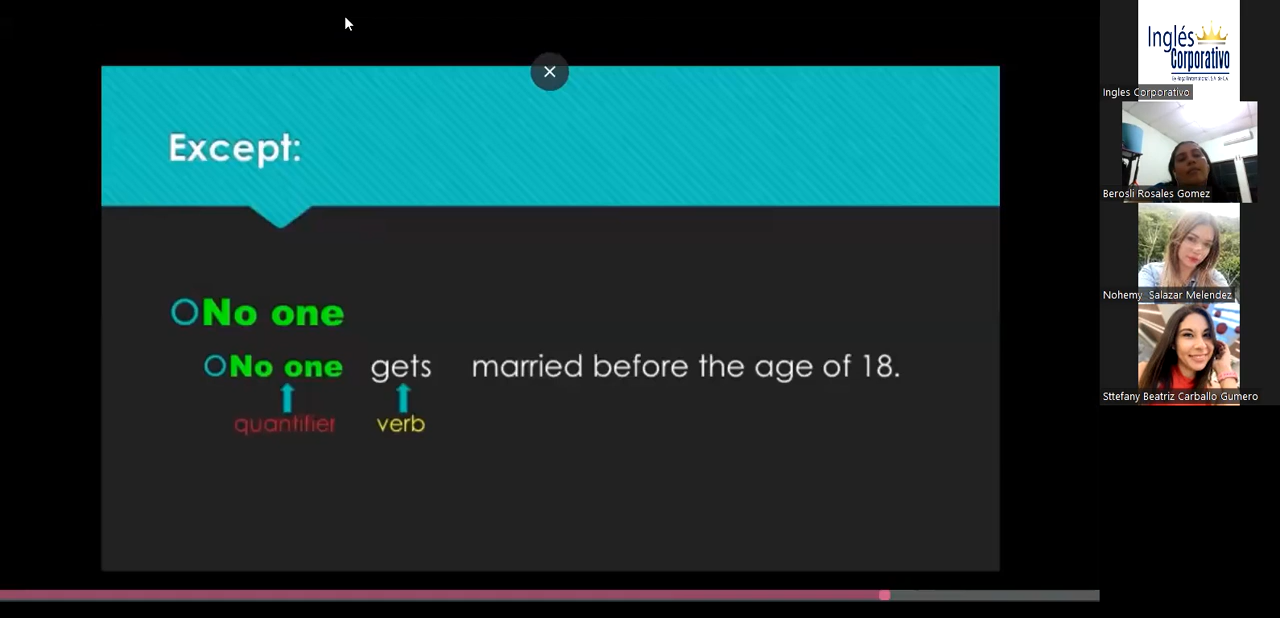 Except:
No one
No one gets married before the age of 18.
quantifier verb
Inglés
Corporativo
Ingles Corporativo
Berosli Rosales Gomez
Nohemy Salazar Melendez
Sttefany Beatriz Carballo Gumero